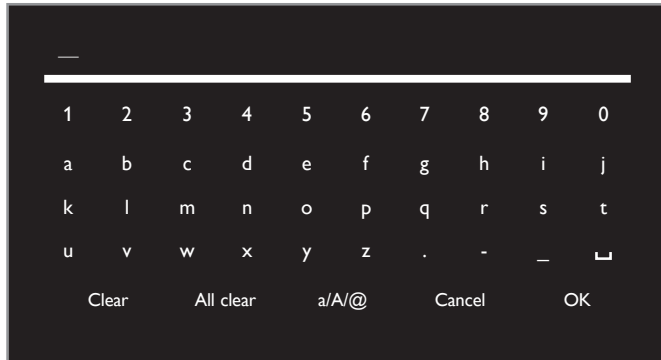 _
1 2 3 4 5 6 7 8 9 0
a b c d e f g h i j
k l m n o p q r s t
u v w x y z . - _ ␣
Clear All clear a/A/@ Cancel OK